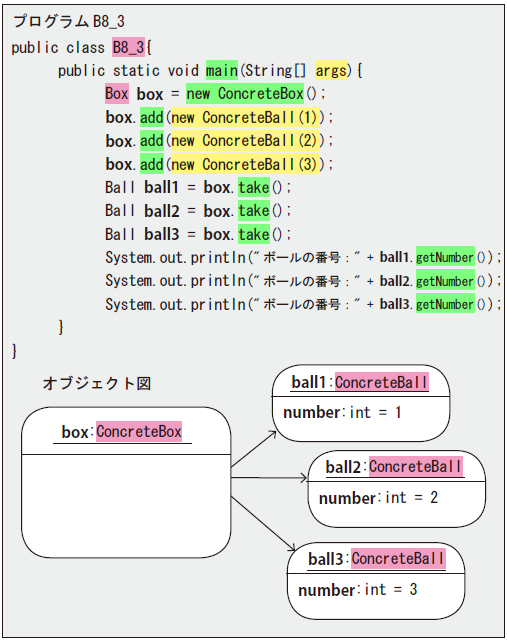 プログラム B8_3
public class B8_3{
public static void main(String[] args){
Box box = new ConcreteBox();
box.add(new ConcreteBall(1));
box.add(new ConcreteBall(2));
box.add(new ConcreteBall(3));
Ball ball1 = box.take();
Ball ball2 = box.take();
Ball ball3 = box.take();
System.out.println("ボールの番号:" + ball1.getNumber());
System.out.println("ボールの番号:" + ball2.getNumber());
System.out.println("ボールの番号:" + ball3.getNumber());
}
}
オブジェクト図
box:ConcreteBox
ball1:ConcreteBall
number:int = 1
ball2:ConcreteBall
number:int = 2
ball3:ConcreteBall
number:int = 3